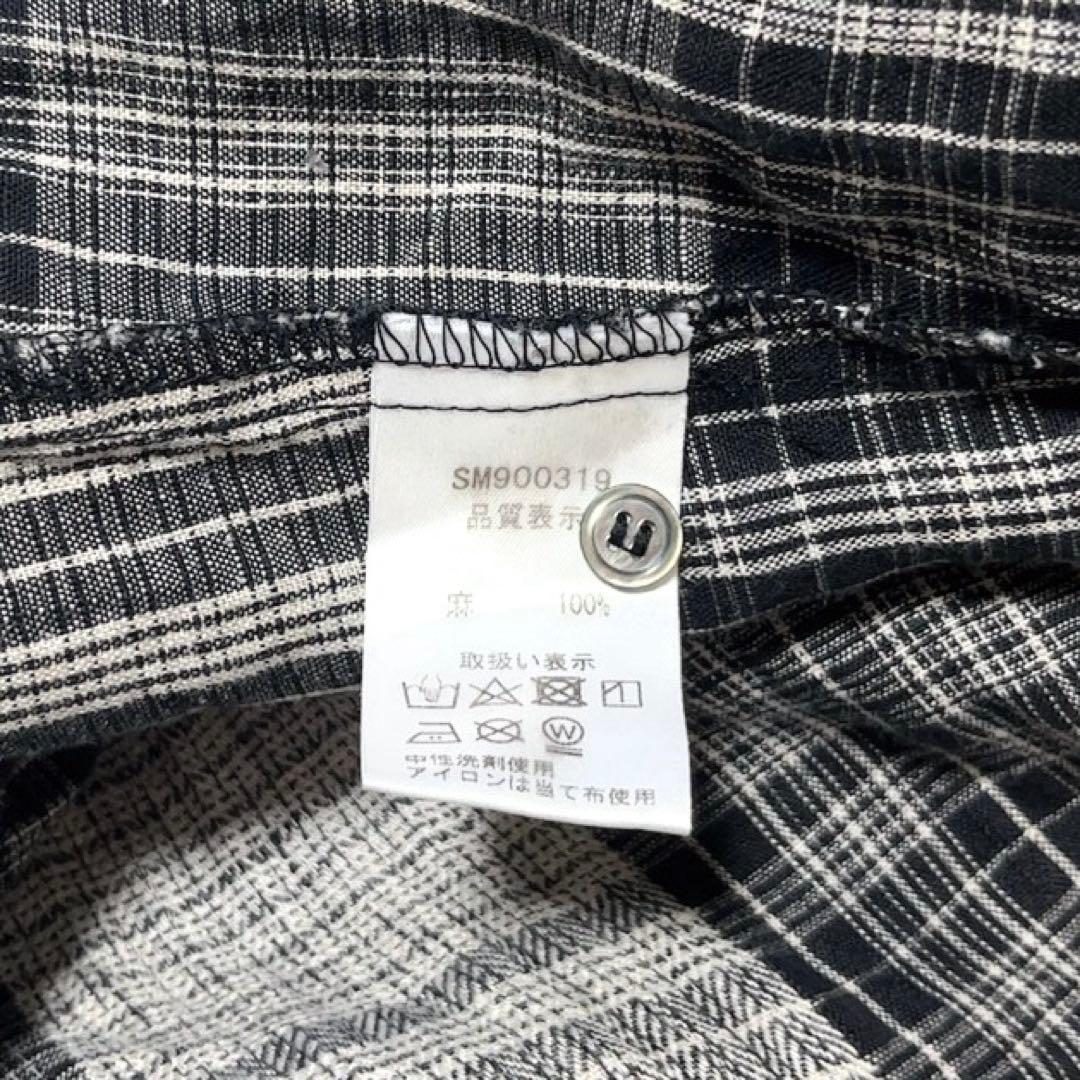 SM900319
品質表示
麻 100%
取扱い表示
W
中性洗剤使用
アイロンは当て布使用